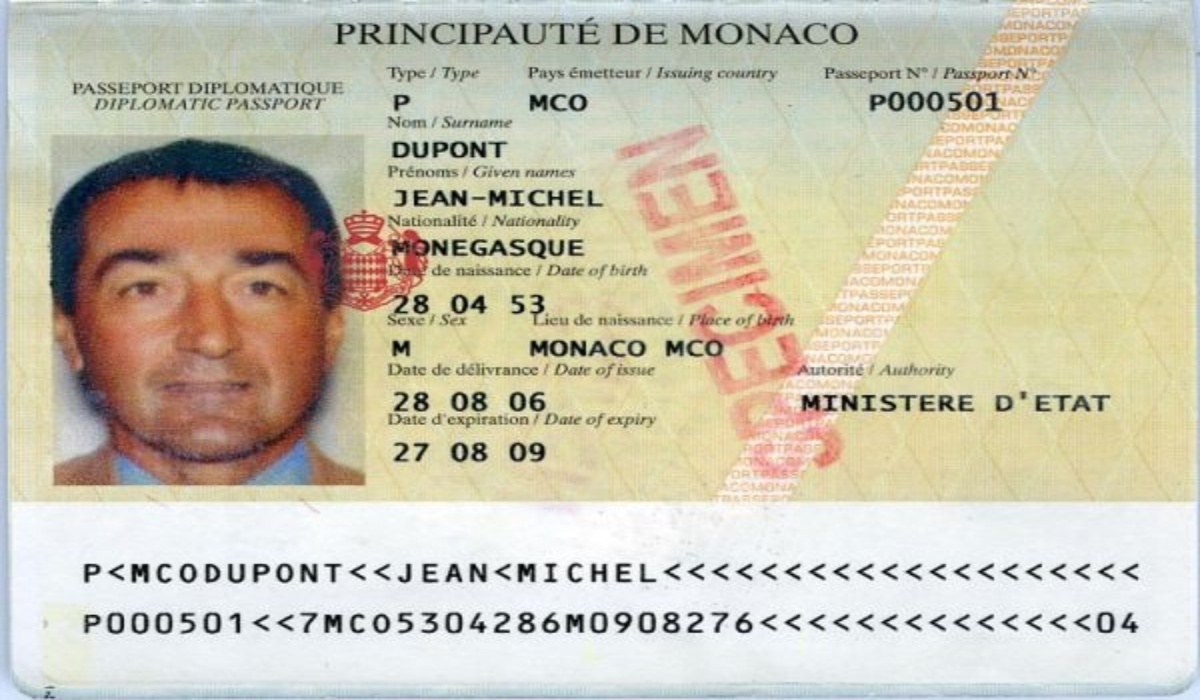 PRINCIPAUTÉ DE MONACO
PASSEPORT DIPLOMATIQUE
DIPLOMATIC PASSPORT
Type / Type Pays émetteur / Issuing country Passeport N° / Passport N°
P MCO P000501
Nom / Surname
DUPONT
Prénoms / Given names
JEAN-MICHEL
Nationalité / Nationality
MONEGASQUE
Date de naissance / Date of birth
28 04 53
Sexe / Sex Lieu de naissance / Place of birth
M MONACO MCO
Date de délivrance / Date of issue Autorité / Authority
28 08 06 MINISTERE D'ETAT
Date d'expiration / Date of expiry
27 08 09
SPECIMEN
P<MCODUPONT<<JEAN<MICHEL<<<<<<<<<<<<<<<<<<<<
P000501<<7MCO5304286M0908276<<<<<<<<<<<<<<04